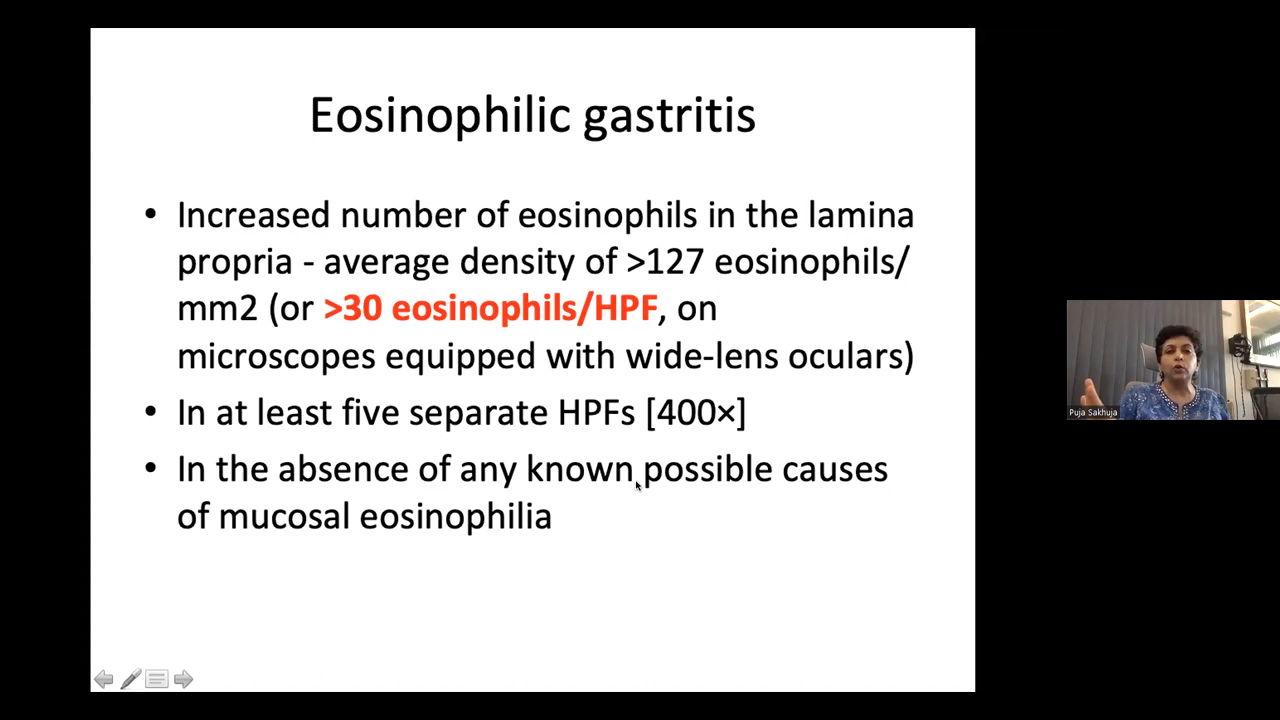 Eosinophilic gastritis
• Increased number of eosinophils in the lamina
propria - average density of >127 eosinophils/
mm2 (or >30 eosinophils/HPF, on
microscopes equipped with wide-lens oculars)
• In at least five separate HPFs [400×]
• In the absence of any known possible causes
of mucosal eosinophilia
Puja Sakhuja